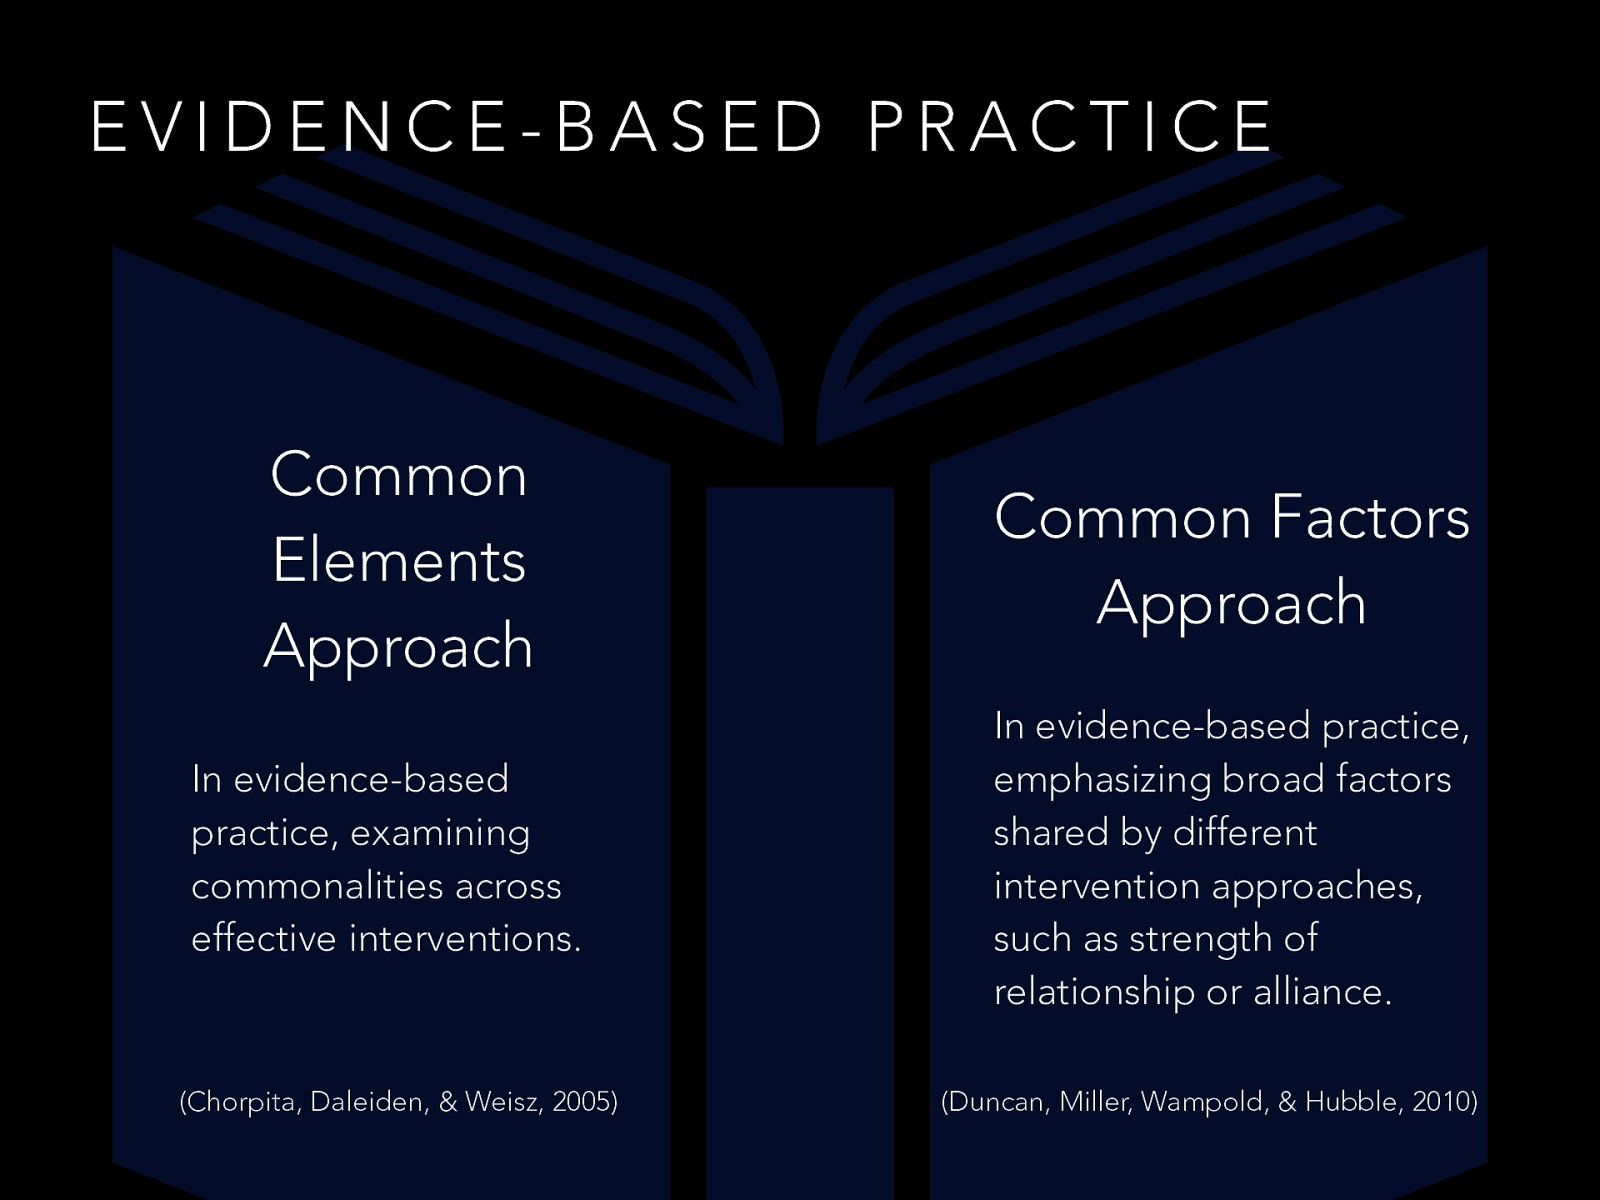 EVIDENCE-BASED PRACTICE
Common
Elements
Approach
In evidence-based
practice, examining
commonalities across
effective interventions.
(Chorpita, Daleiden, & Weisz, 2005)
Common Factors
Approach
In evidence-based practice,
emphasizing broad factors
shared by different
intervention approaches,
such as strength of
relationship or alliance.
(Duncan, Miller, Wampold, & Hubble, 2010)